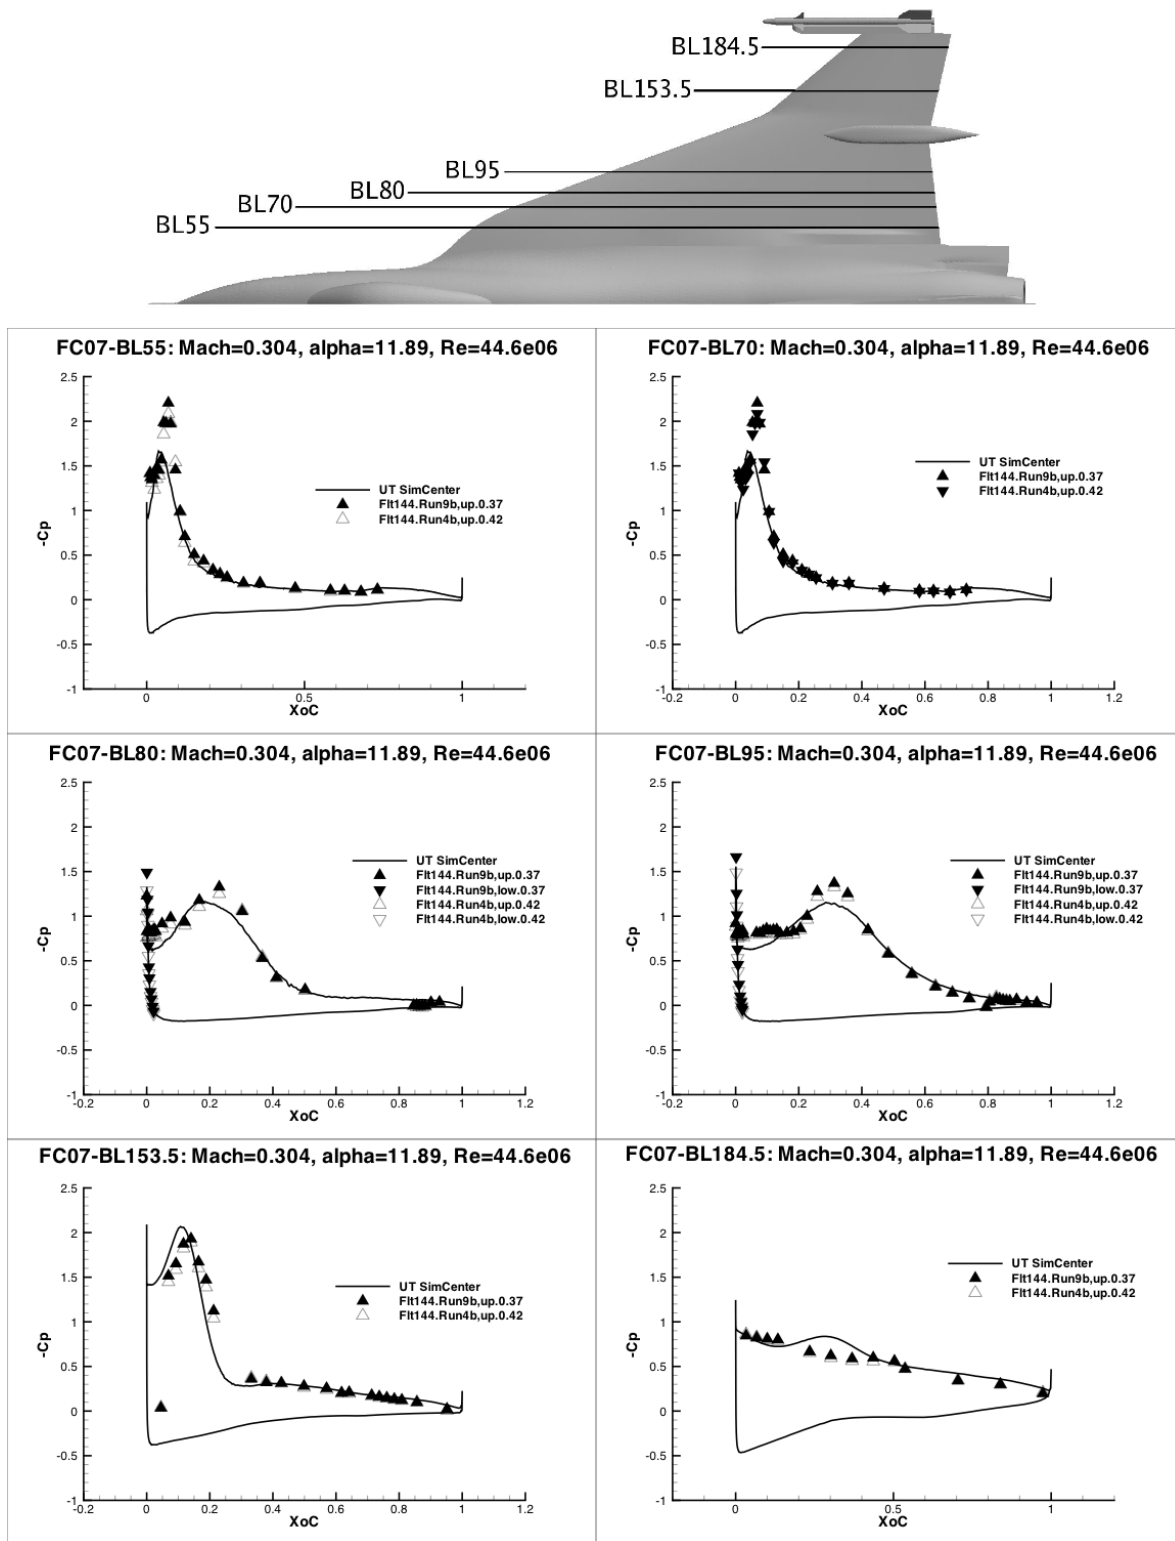 BL184.5
BL153.5
BL95
BL80
BL70
BL55
FC07-BL55: Mach=0.304, alpha=11.89, Re=44.6e06
2.5
2
1.5
1
0.5
0
-0.5
-1
-Cp
0
0.5
1
XoC
UT SimCenter
Flt144.Run9b,up.0.37
Flt144.Run4b,up.0.42
FC07-BL70: Mach=0.304, alpha=11.89, Re=44.6e06
2.5
2
1.5
1
0.5
0
-0.5
-1
-Cp
-0.2
0
0.2
0.4
0.6
0.8
1
1.2
XoC
UT SimCenter
Flt144.Run9b,up.0.37
Flt144.Run4b,up.0.42
FC07-BL80: Mach=0.304, alpha=11.89, Re=44.6e06
2.5
2
1.5
1
0.5
0
-0.5
-1
-Cp
-0.2
0
0.2
0.4
0.6
0.8
1
1.2
XoC
UT SimCenter
Flt144.Run9b,up.0.37
Flt144.Run9b,low.0.37
Flt144.Run4b,up.0.42
Flt144.Run4b,low.0.42
FC07-BL95: Mach=0.304, alpha=11.89, Re=44.6e06
2.5
2
1.5
1
0.5
0
-0.5
-1
-Cp
-0.2
0
0.2
0.4
0.6
0.8
1
1.2
XoC
UT SimCenter
Flt144.Run9b,up.0.37
Flt144.Run9b,low.0.37
Flt144.Run4b,up.0.42
Flt144.Run4b,low.0.42
FC07-BL153.5: Mach=0.304, alpha=11.89, Re=44.6e06
2.5
2
1.5
1
0.5
0
-0.5
-1
-Cp
-0.2
0
0.2
0.4
0.6
0.8
1
1.2
XoC
UT SimCenter
Flt144.Run9b,up.0.37
Flt144.Run4b,up.0.42
FC07-BL184.5: Mach=0.304, alpha=11.89, Re=44.6e06
2.5
2
1.5
1
0.5
0
-0.5
-1
-Cp
0
0.5
1
XoC
UT SimCenter
Flt144.Run9b,up.0.37
Flt144.Run4b,up.0.42